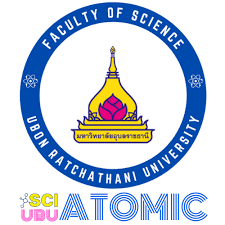 FACULTY OF SCIENCE
มหาวิทยาลัยอุบลราชธานี
UBON RATCHATHANI UNIVERSITY
SCI
UBU
ATOMIC